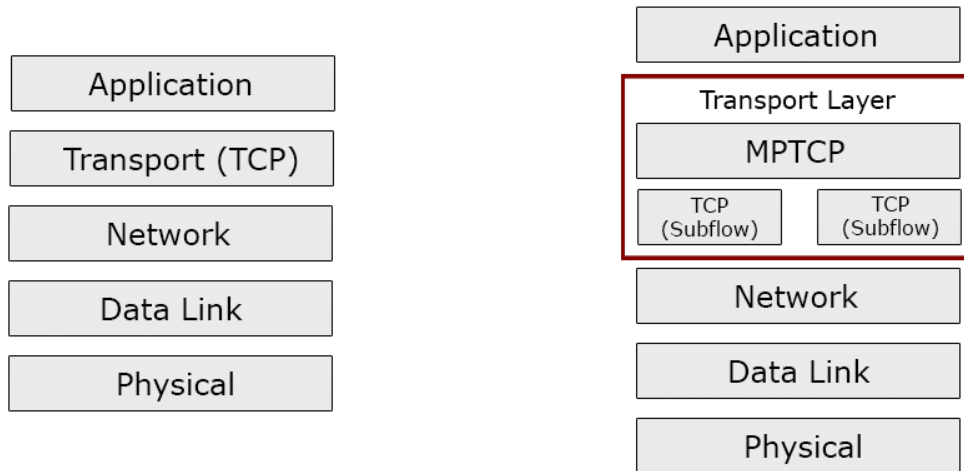 Application
Transport (TCP)
Network
Data Link
Physical
Application
Transport Layer
MPTCP
TCP
(Subflow)
TCP
(Subflow)
Network
Data Link
Physical